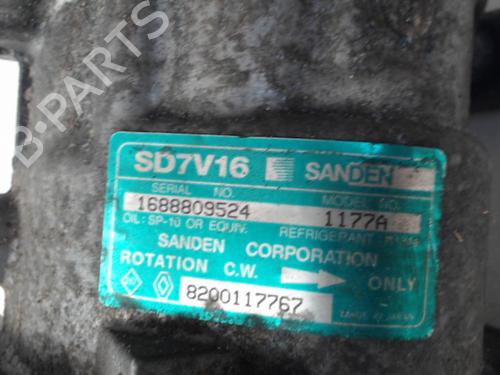 SD7V16 SANDEN
SERIAL NO. MODEL NO.
1688809524 1177A
OIL: SP-10 OR EQUIV. REFRIGERANT
SANDEN CORPORATION
ROTATION C.W. ONLY
8200117767
B-PARTS